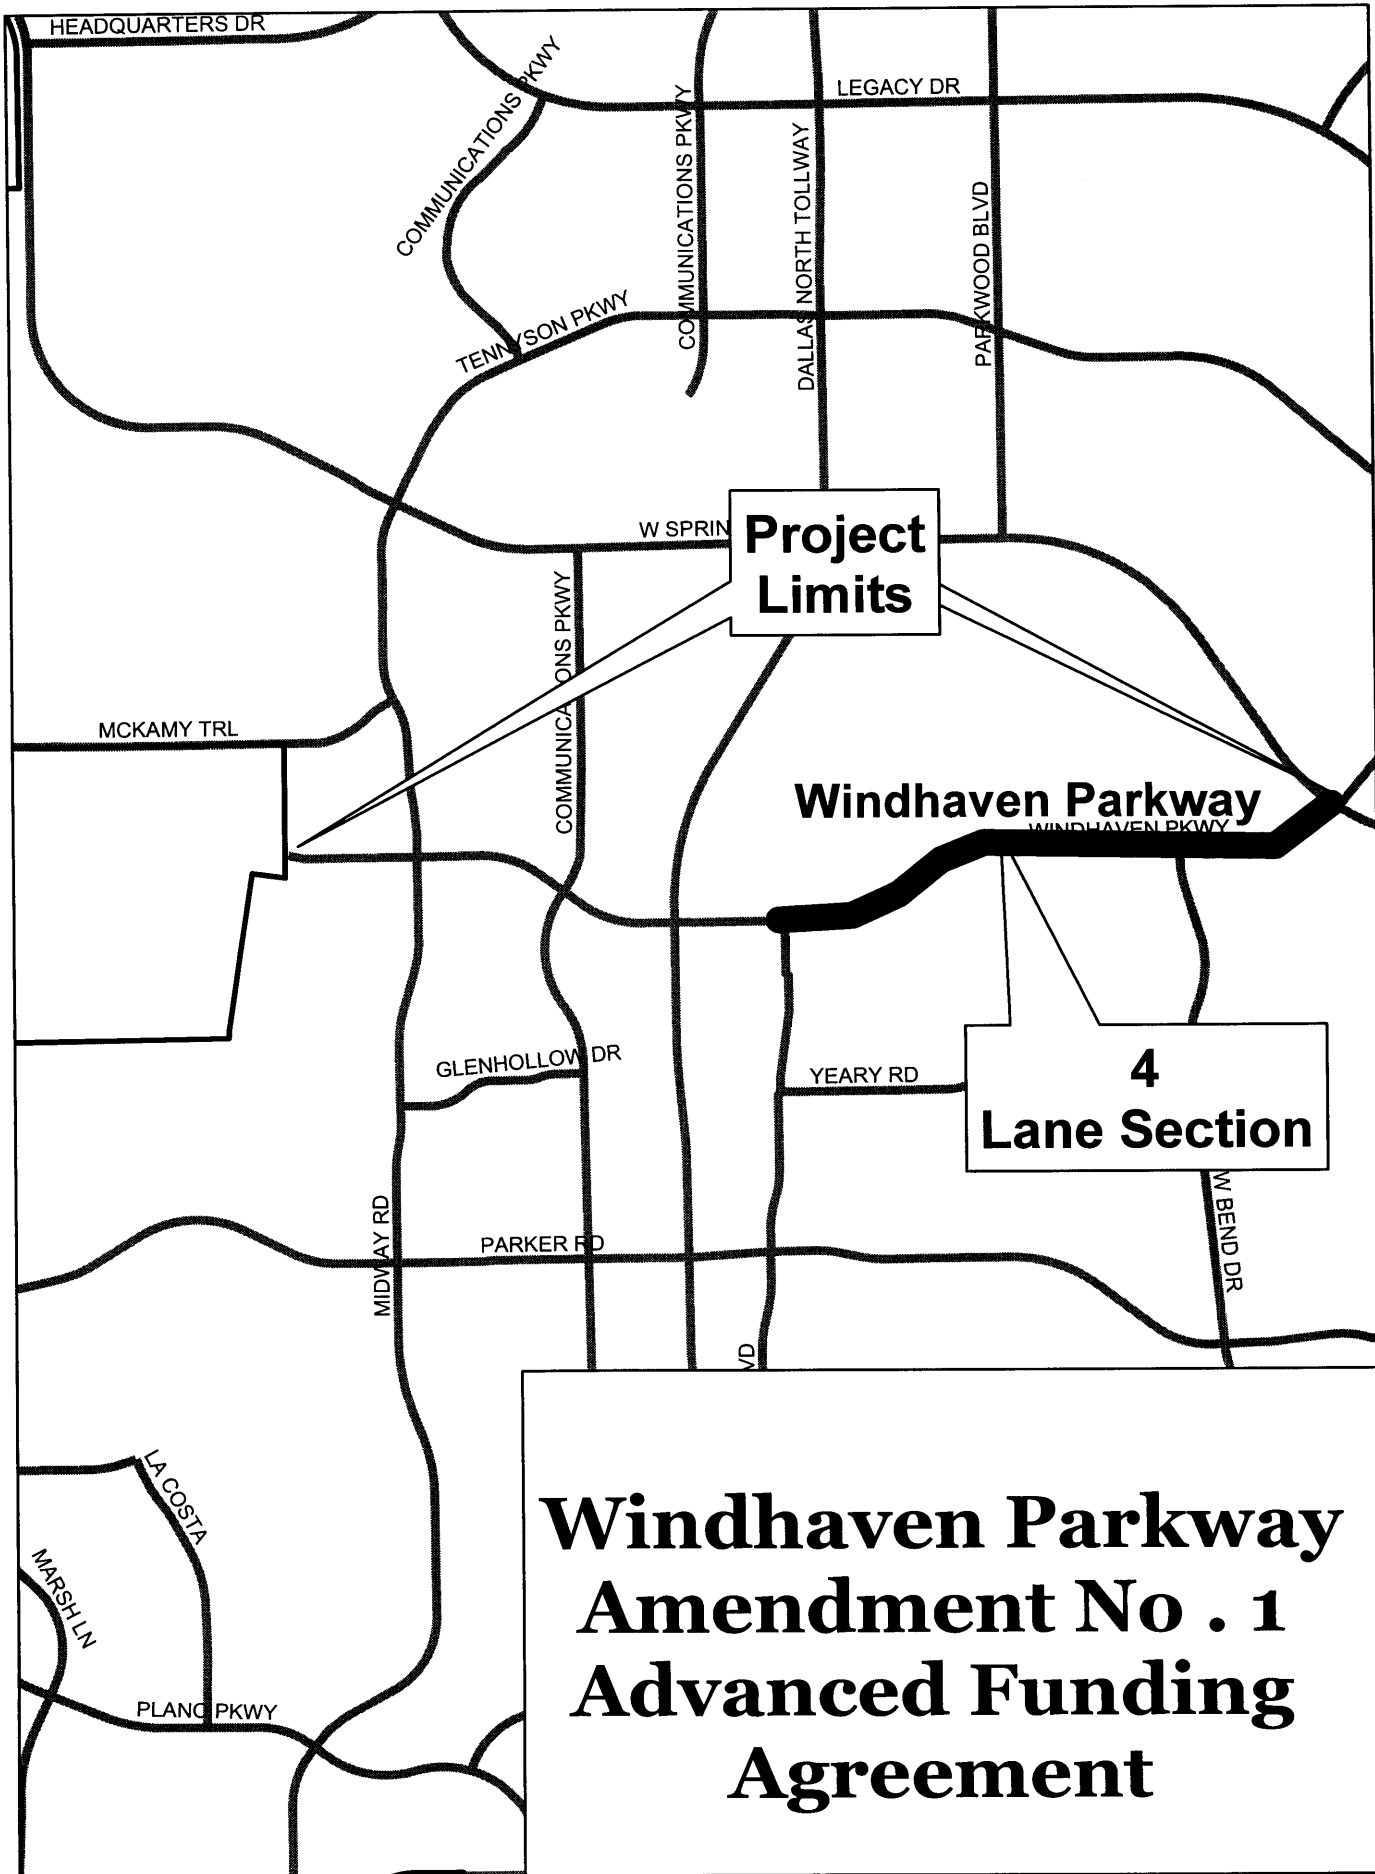 HEADQUARTERS DR
COMMUNICATIONS PKWY
LEGACY DR
COMMUNICATIONS PKWY
DALLAS NORTH TOLLWAY
PARKWOOD BLVD
TENNYSON PKWY
W SPRIN
Project
Limits
COMMUNICATIONS PKWY
MCKAMY TRL
Windhaven Parkway
WINDHAVEN PKWY
GLENHOLLOW DR
YEARY RD
4
Lane Section
W BEND DR
MIDWAY RD
PARKER RD
VD
LA COSTA
MARSH LN
PLANO PKWY
Windhaven Parkway
Amendment No . 1
Advanced Funding
Agreement